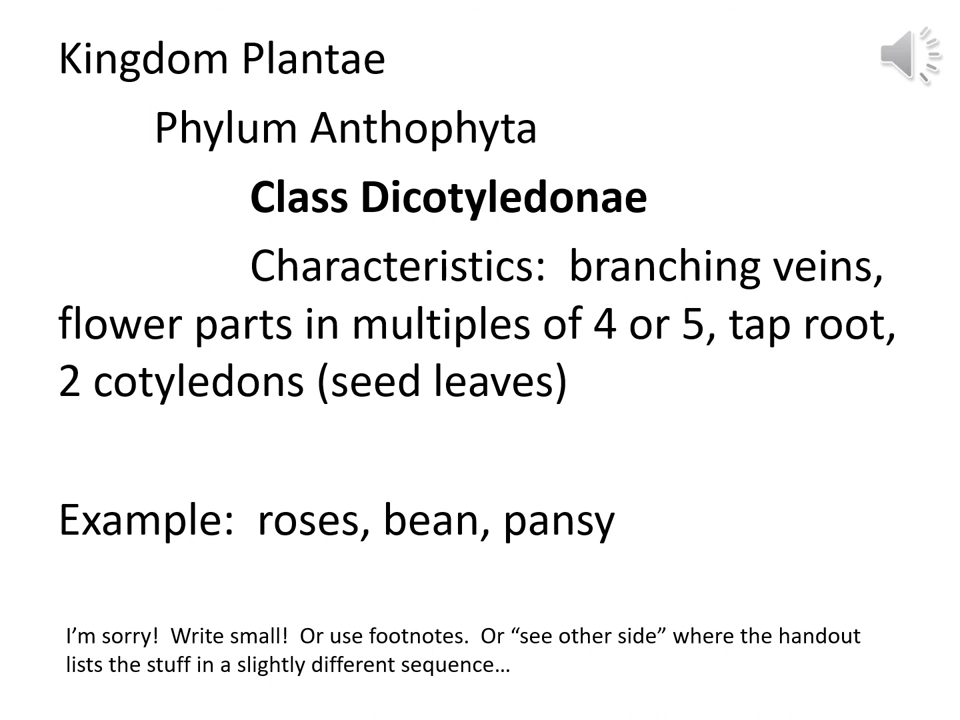 Kingdom Plantae
Phylum Anthophyta
Class Dicotyledonae
Characteristics:  branching veins,
flower parts in multiples of 4 or 5, tap root,
2 cotyledons (seed leaves)
Example:  roses, bean, pansy
I’m sorry!  Write small!  Or use footnotes.  Or “see other side” where the handout
lists the stuff in a slightly different sequence…